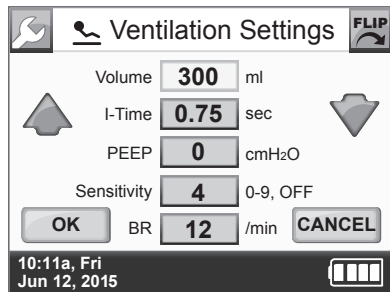 Ventilation Settings
FLIP
Volume 300 ml
I-Time 0.75 sec
PEEP 0 cmH2O
Sensitivity 4 0-9, OFF
OK BR 12 /min CANCEL
10:11a, Fri
Jun 12, 2015